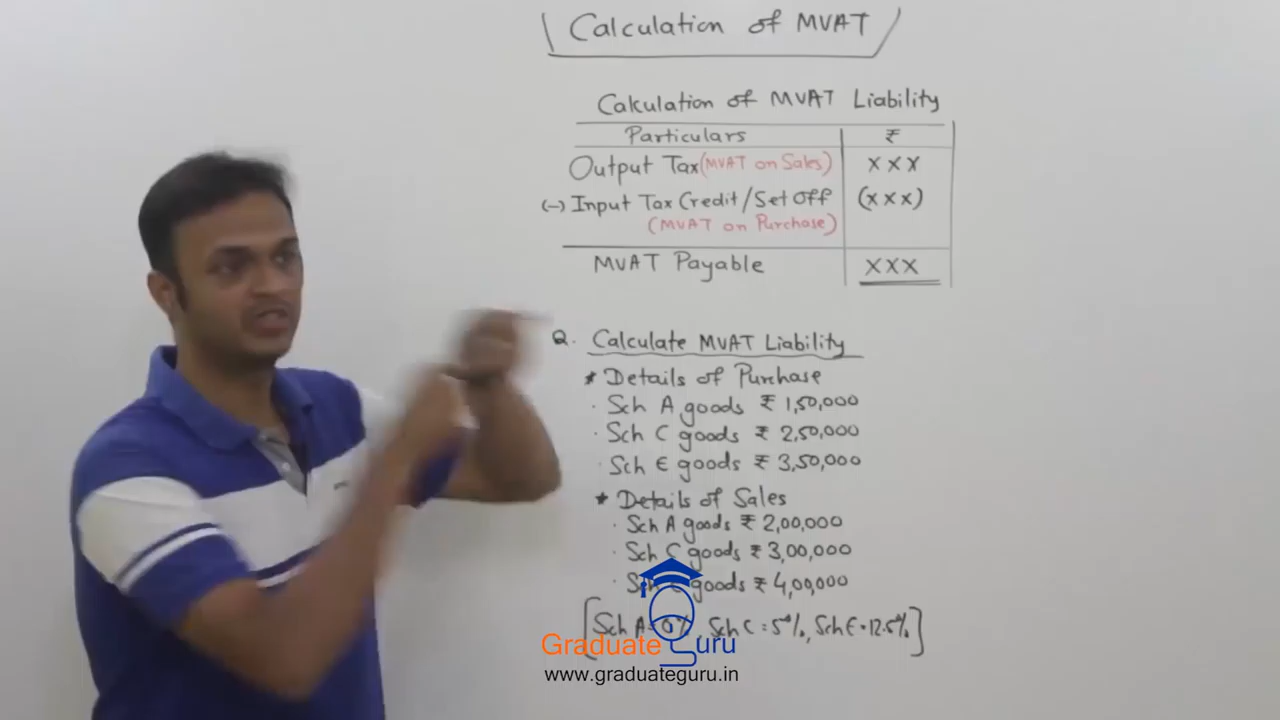 Calculation of MVAT
Calculation of MVAT Liability
Particulars ₹
Output Tax (MVAT on Sales) XXX
(-) Input Tax Credit/Set Off (XXX)
(MVAT on Purchase)
MVAT Payable XXX
Q. Calculate MVAT Liability
* Details of Purchase
· Sch A goods ₹ 1,50,000
· Sch C goods ₹ 2,50,000
· Sch E goods ₹ 3,50,000
* Details of Sales
· Sch A goods ₹ 2,00,000
· Sch C goods ₹ 3,00,000
· Sch goods ₹ 4,00,000
[Sch A = 0%, Sch C = 5%, Sch E = 12.5%]
Graduate Guru
www.graduateguru.in